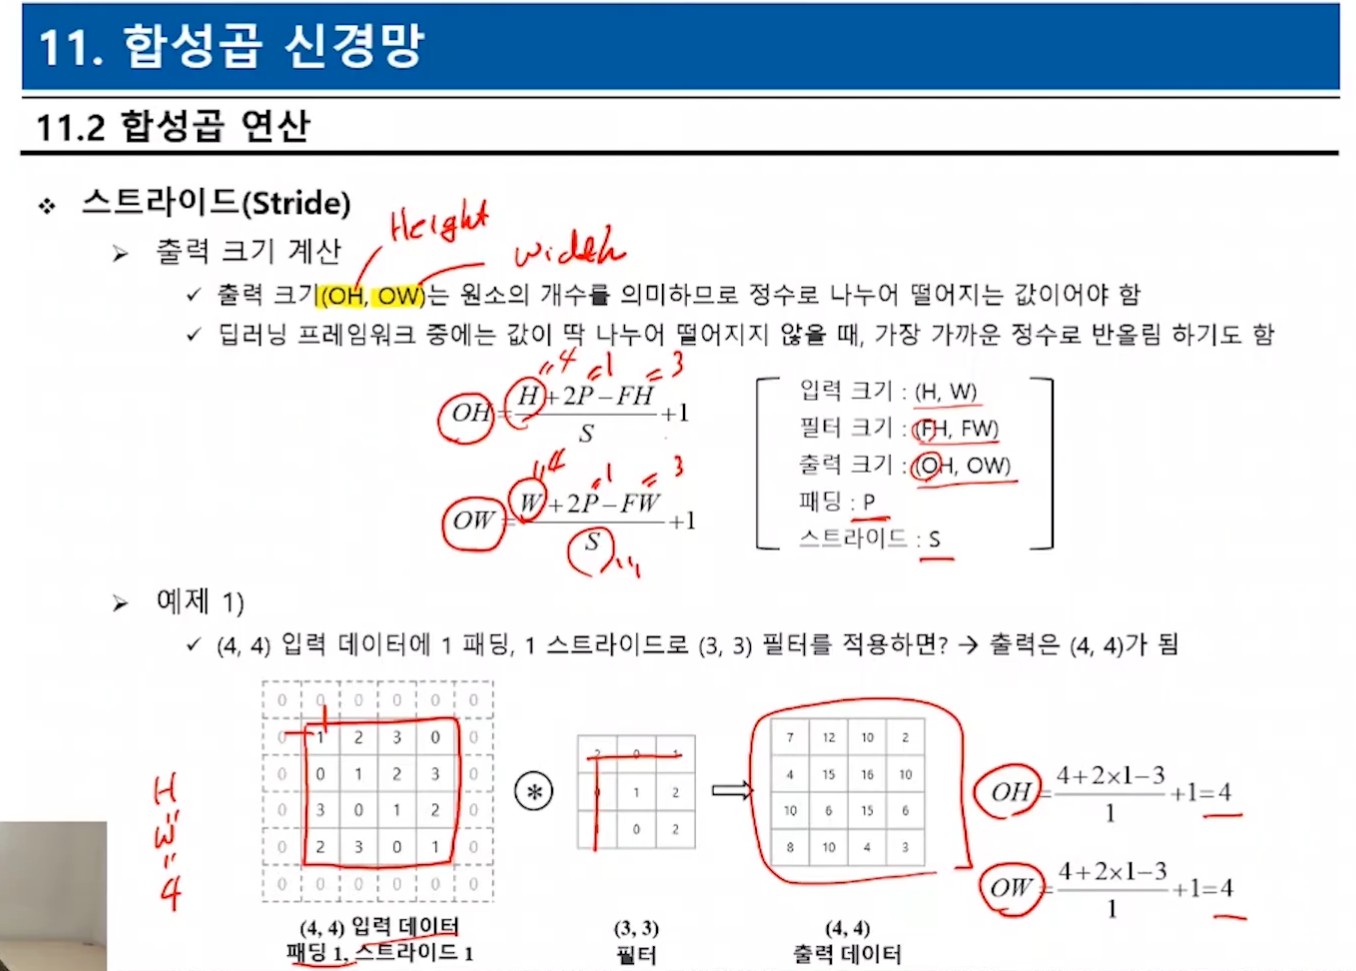 11. 합성곱 신경망
11.2 합성곱 연산
❖ 스트라이드(Stride)
Height
➢ 출력 크기 계산
width
✓ 출력 크기(OH, OW)는 원소의 개수를 의미하므로 정수로 나누어 떨어지는 값이어야 함
✓ 딥러닝 프레임워크 중에는 값이 딱 나누어 떨어지지 않을 때, 가장 가까운 정수로 반올림 하기도 함
=4 =1 =3
OH = (H+2P−FH)/S +1
=4 =1 =3
OW = (W+2P−FW)/S +1
입력 크기 : (H, W)
필터 크기 : (FH, FW)
출력 크기 : (OH, OW)
패딩 : P
스트라이드 : S
➢ 예제 1)
✓ (4, 4) 입력 데이터에 1 패딩, 1 스트라이드로 (3, 3) 필터를 적용하면? → 출력은 (4, 4)가 됨
0 0 0 0 0 0
0 1 2 3 0 0
0 0 1 2 3 0
0 3 0 1 2 0
0 2 3 0 1 0
0 0 0 0 0 0
H
=
W
=
4
⊛
2 0 1
1 2
0 2
⇒
7 12 10 2
4 15 16 10
10 6 15 6
8 10 4 3
OH = (4+2×1−3)/1 +1=4
OW = (4+2×1−3)/1 +1=4
(4, 4) 입력 데이터
패딩 1, 스트라이드 1
(3, 3)
필터
(4, 4)
출력 데이터